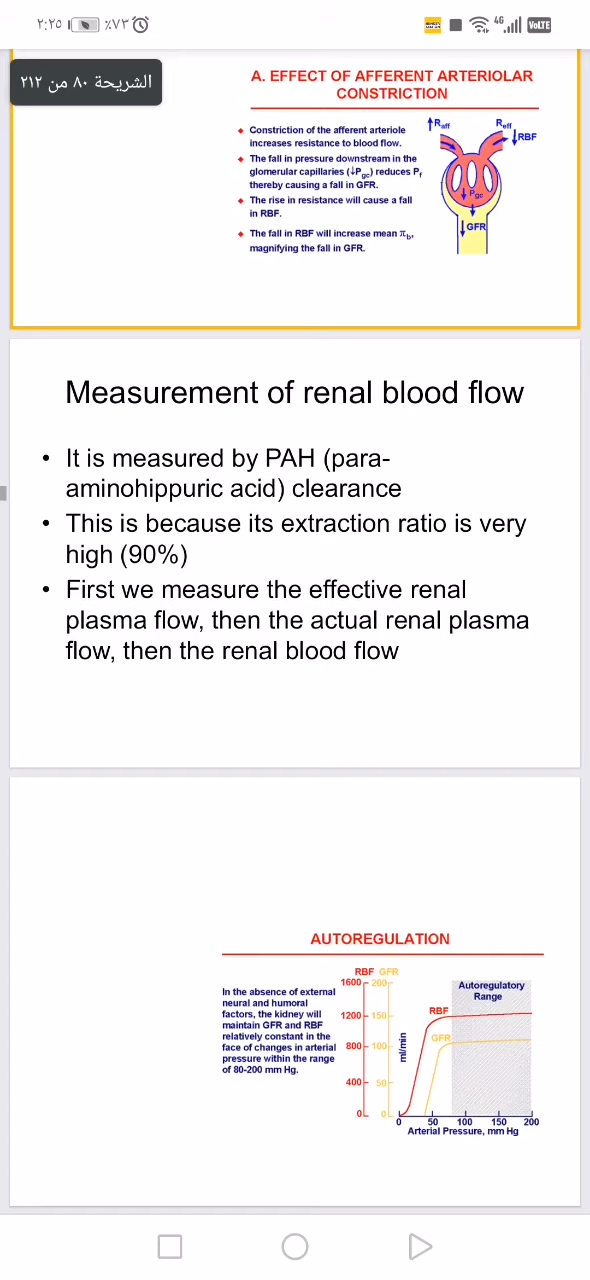 ٢:٢٥
٪٧٣
4G
VoLTE
الشريحة ٨٠ من ٢١٢
A. EFFECT OF AFFERENT ARTERIOLAR
CONSTRICTION
Constriction of the afferent arteriole
increases resistance to blood flow.
The fall in pressure downstream in the
glomerular capillaries (↓Pgc) reduces Pf
thereby causing a fall in GFR.
The rise in resistance will cause a fall
in RBF.
The fall in RBF will increase mean πb,
magnifying the fall in GFR.
↑Raff
Reff
↓RBF
↓Pgc
↓GFR
Measurement of renal blood flow
• It is measured by PAH (para-
aminohippuric acid) clearance
• This is because its extraction ratio is very
high (90%)
• First we measure the effective renal
plasma flow, then the actual renal plasma
flow, then the renal blood flow
AUTOREGULATION
In the absence of external
neural and humoral
factors, the kidney will
maintain GFR and RBF
relatively constant in the
face of changes in arterial
pressure within the range
of 80-200 mm Hg.
RBF GFR
1600 200
1200 150
800 100
400 50
0 0
ml/min
Autoregulatory
Range
RBF
GFR
0 50 100 150 200
Arterial Pressure, mm Hg